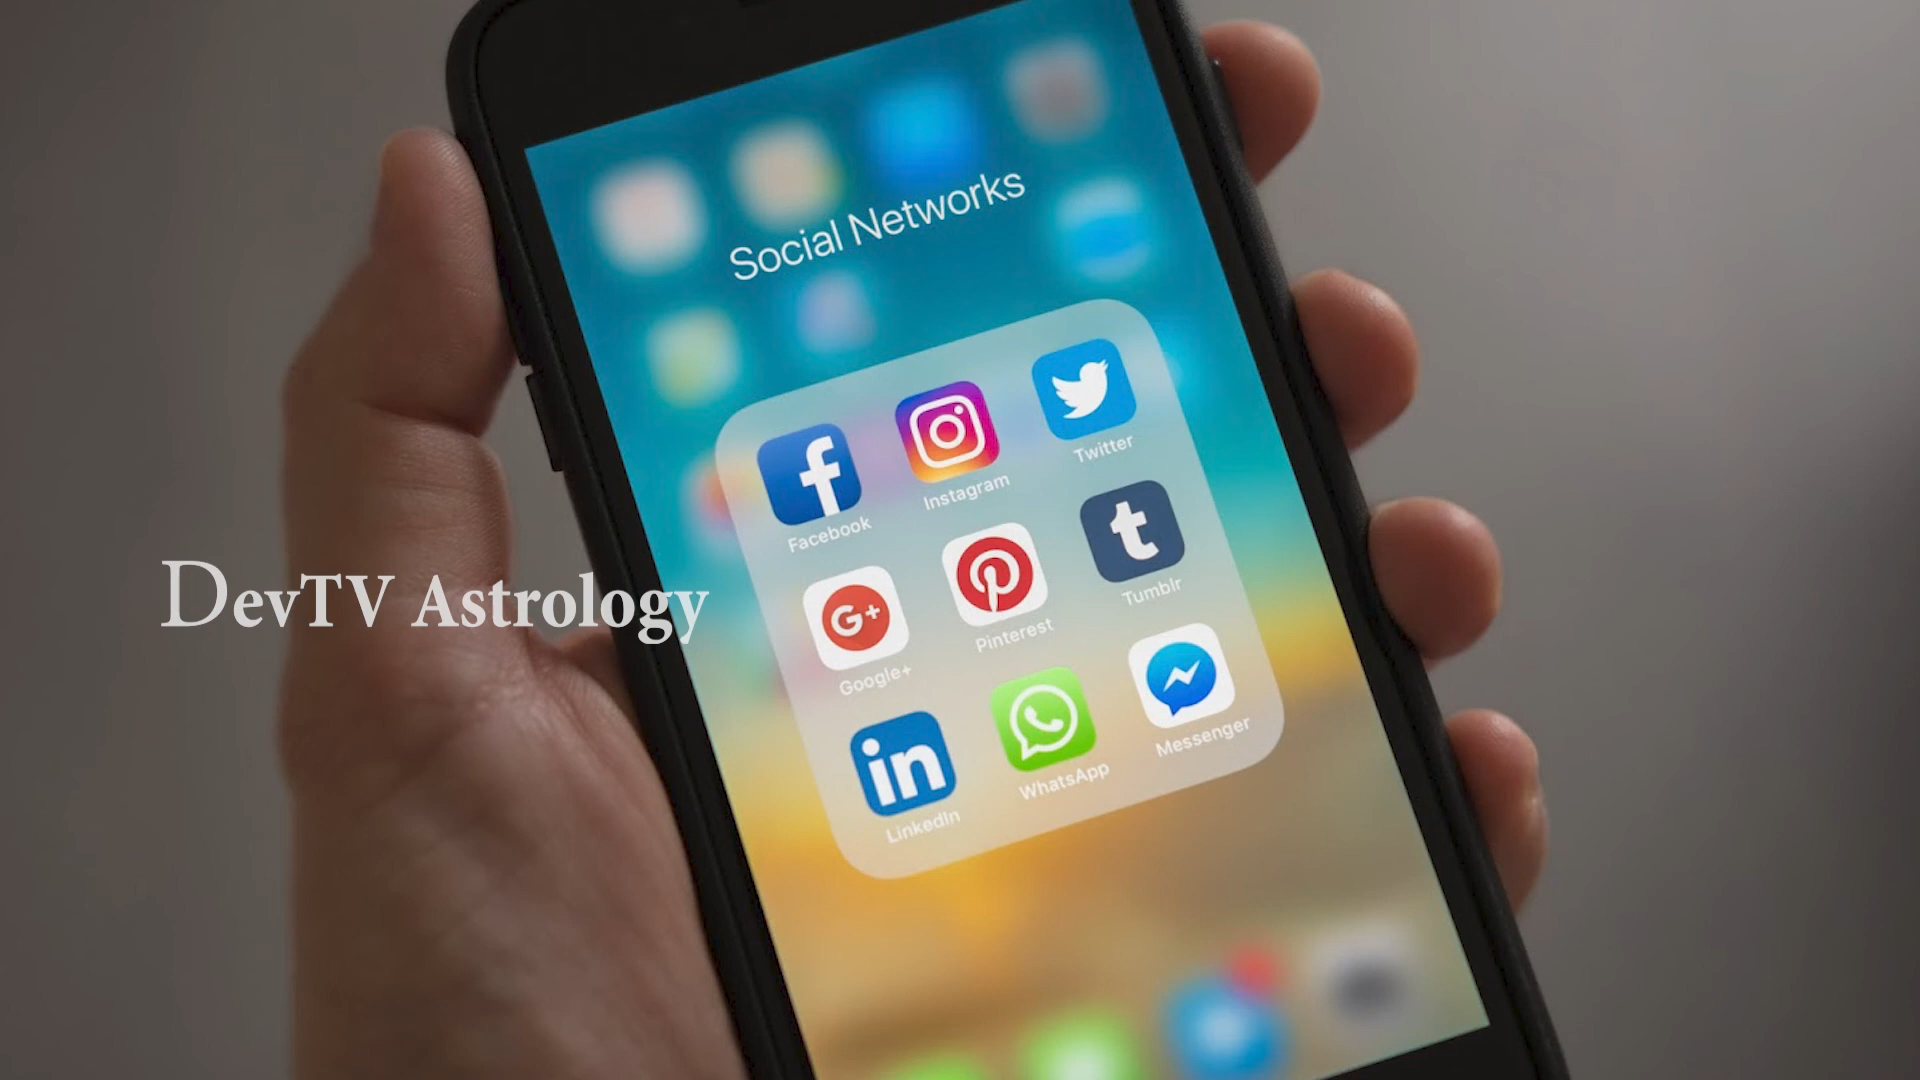 Social Networks
Facebook
Instagram
Twitter
Google+
Pinterest
Tumblr
LinkedIn
WhatsApp
Messenger
DevTV Astrology